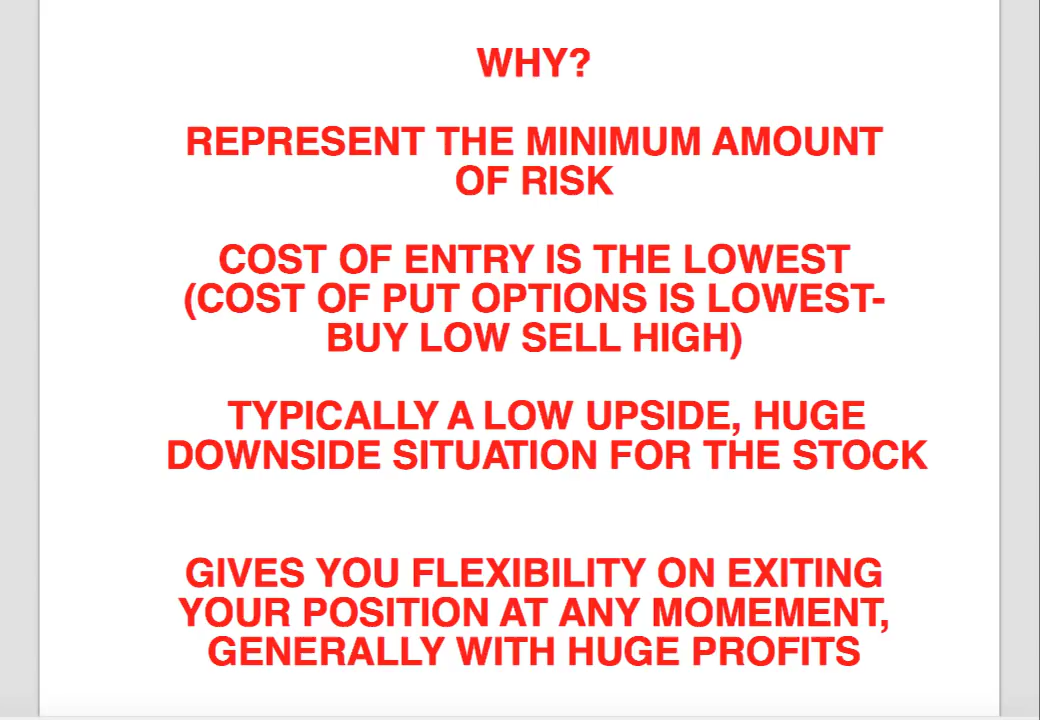 WHY?
REPRESENT THE MINIMUM AMOUNT
OF RISK
COST OF ENTRY IS THE LOWEST
(COST OF PUT OPTIONS IS LOWEST-
BUY LOW SELL HIGH)
TYPICALLY A LOW UPSIDE, HUGE
DOWNSIDE SITUATION FOR THE STOCK
GIVES YOU FLEXIBILITY ON EXITING
YOUR POSITION AT ANY MOMEMENT,
GENERALLY WITH HUGE PROFITS